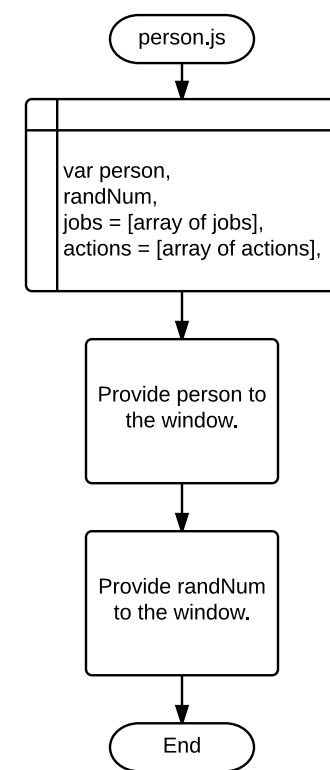 person.js
var person,
randNum,
jobs = [array of jobs],
actions = [array of actions],
Provide person to
the window.
Provide randNum
to the window.
End